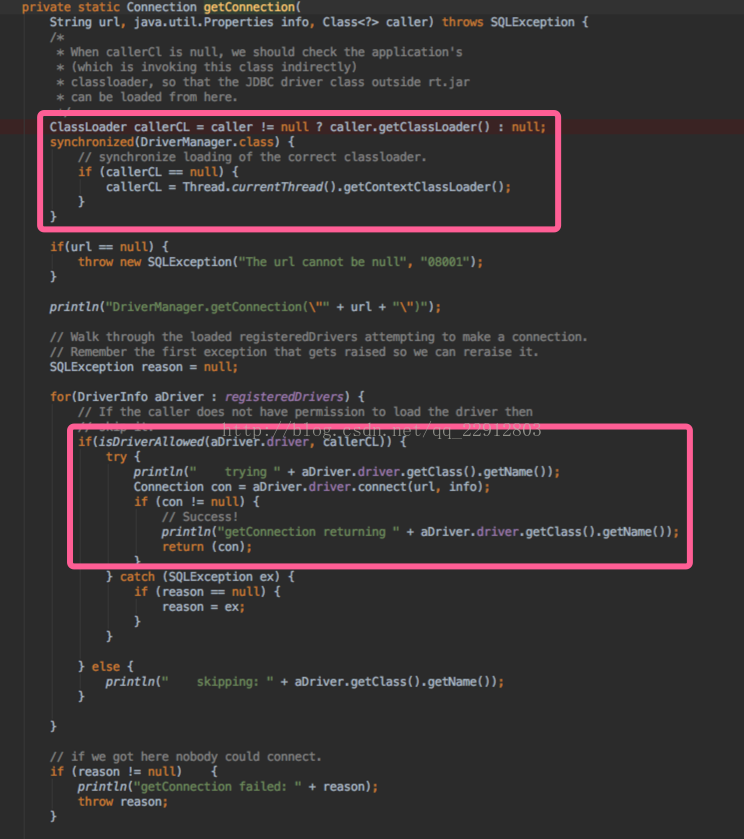 private static Connection getConnection(
String url, java.util.Properties info, Class<?> caller) throws SQLException {
/*
* When callerCl is null, we should check the application's
* (which is invoking this class indirectly)
* classloader, so that the JDBC driver class outside rt.jar
* can be loaded from here.
ClassLoader callerCL = caller != null ? caller.getClassLoader() : null;
synchronized(DriverManager.class) {
// synchronize loading of the correct classloader.
if (callerCL == null) {
callerCL = Thread.currentThread().getContextClassLoader();
}
}
if(url == null) {
throw new SQLException("The url cannot be null", "08001");
}
println("DriverManager.getConnection(\"" + url + "\")");
// Walk through the loaded registeredDrivers attempting to make a connection.
// Remember the first exception that gets raised so we can reraise it.
SQLException reason = null;
for(DriverInfo aDriver : registeredDrivers) {
// If the caller does not have permission to load the driver then
// skip it.
http://blog.csdn.net/qq_22912803
if(isDriverAllowed(aDriver.driver, callerCL)) {
try {
println("    trying " + aDriver.driver.getClass().getName());
Connection con = aDriver.driver.connect(url, info);
if (con != null) {
// Success!
println("getConnection returning " + aDriver.driver.getClass().getName());
return (con);
}
} catch (SQLException ex) {
if (reason == null) {
reason = ex;
}
}
} else {
println("    skipping: " + aDriver.getClass().getName());
}
}
// if we got here nobody could connect.
if (reason != null)    {
println("getConnection failed: " + reason);
throw reason;
}